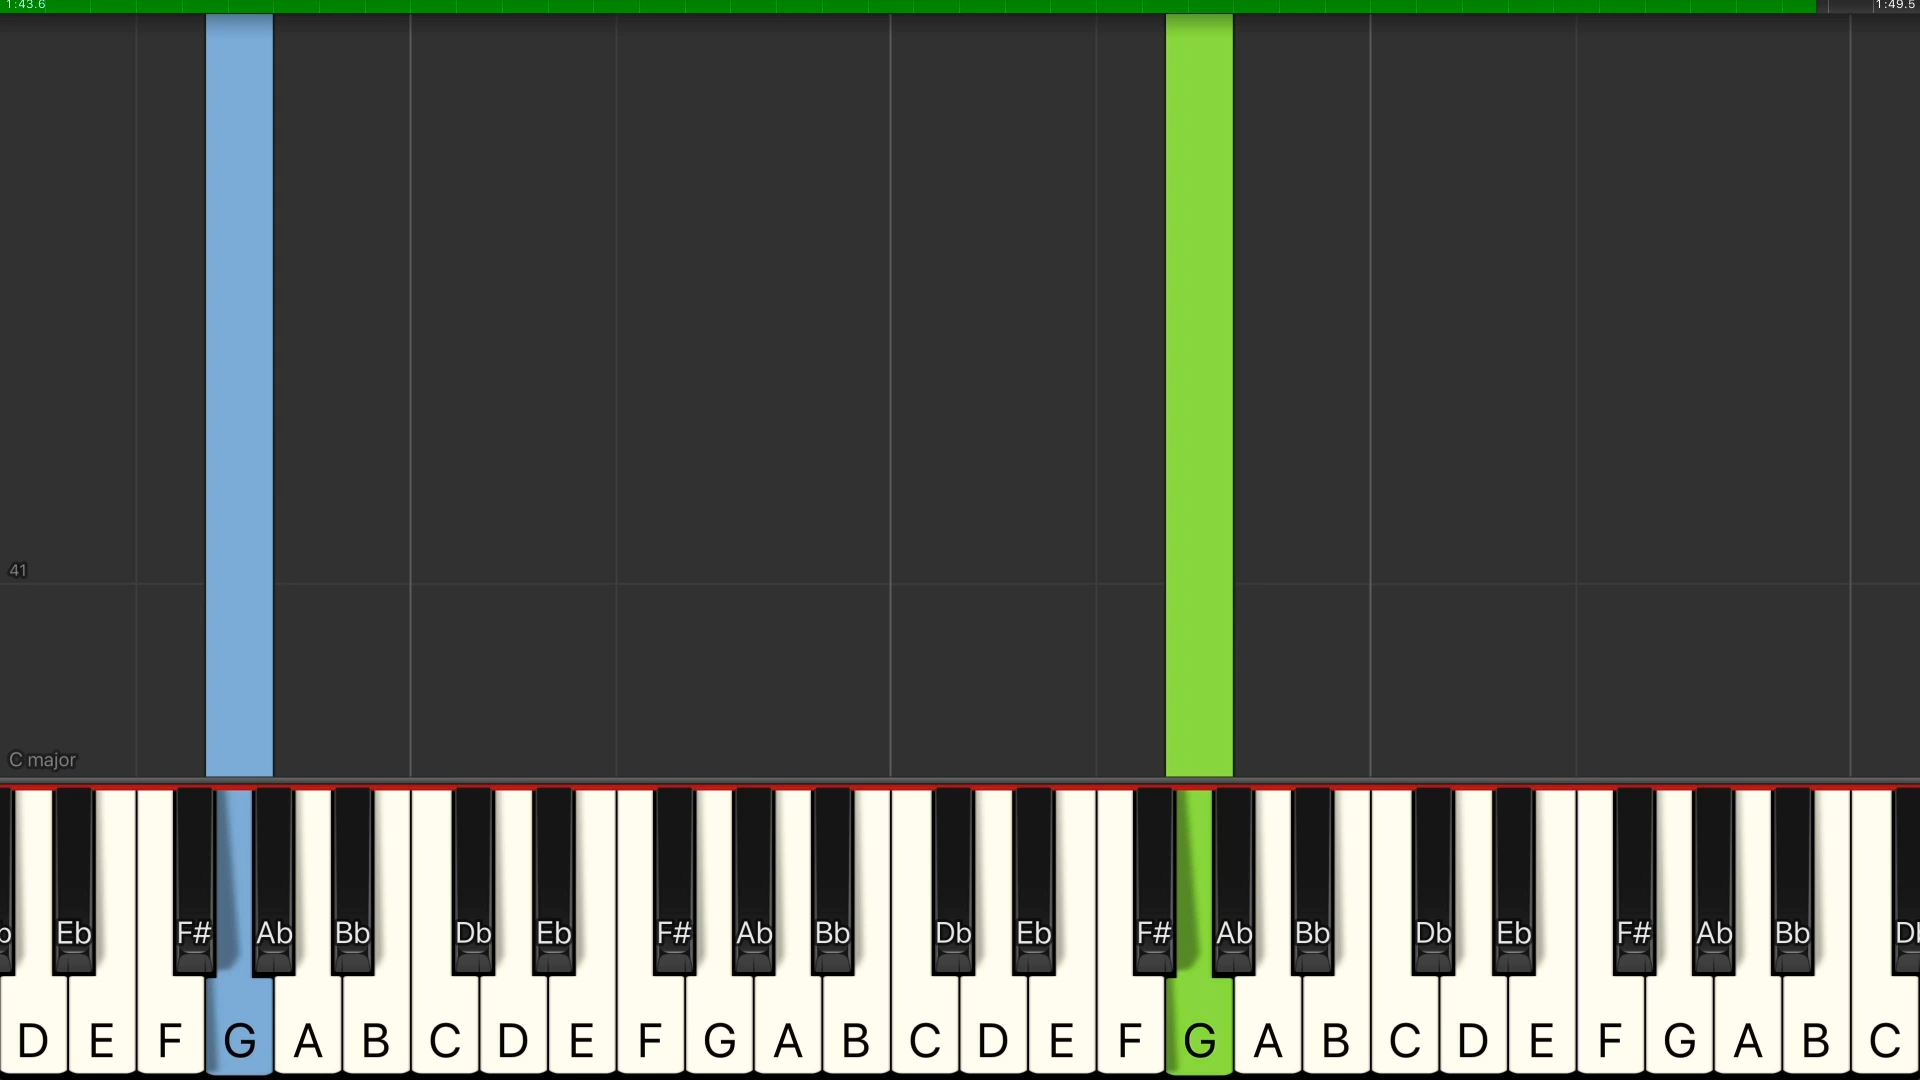 1:43.6 1:49.5
41
C major
b Eb F# Ab Bb Db Eb F# Ab Bb Db Eb F# Ab Bb Db Eb F# Ab Bb D
D E F G A B C D E F G A B C D E F G A B C D E F G A B C